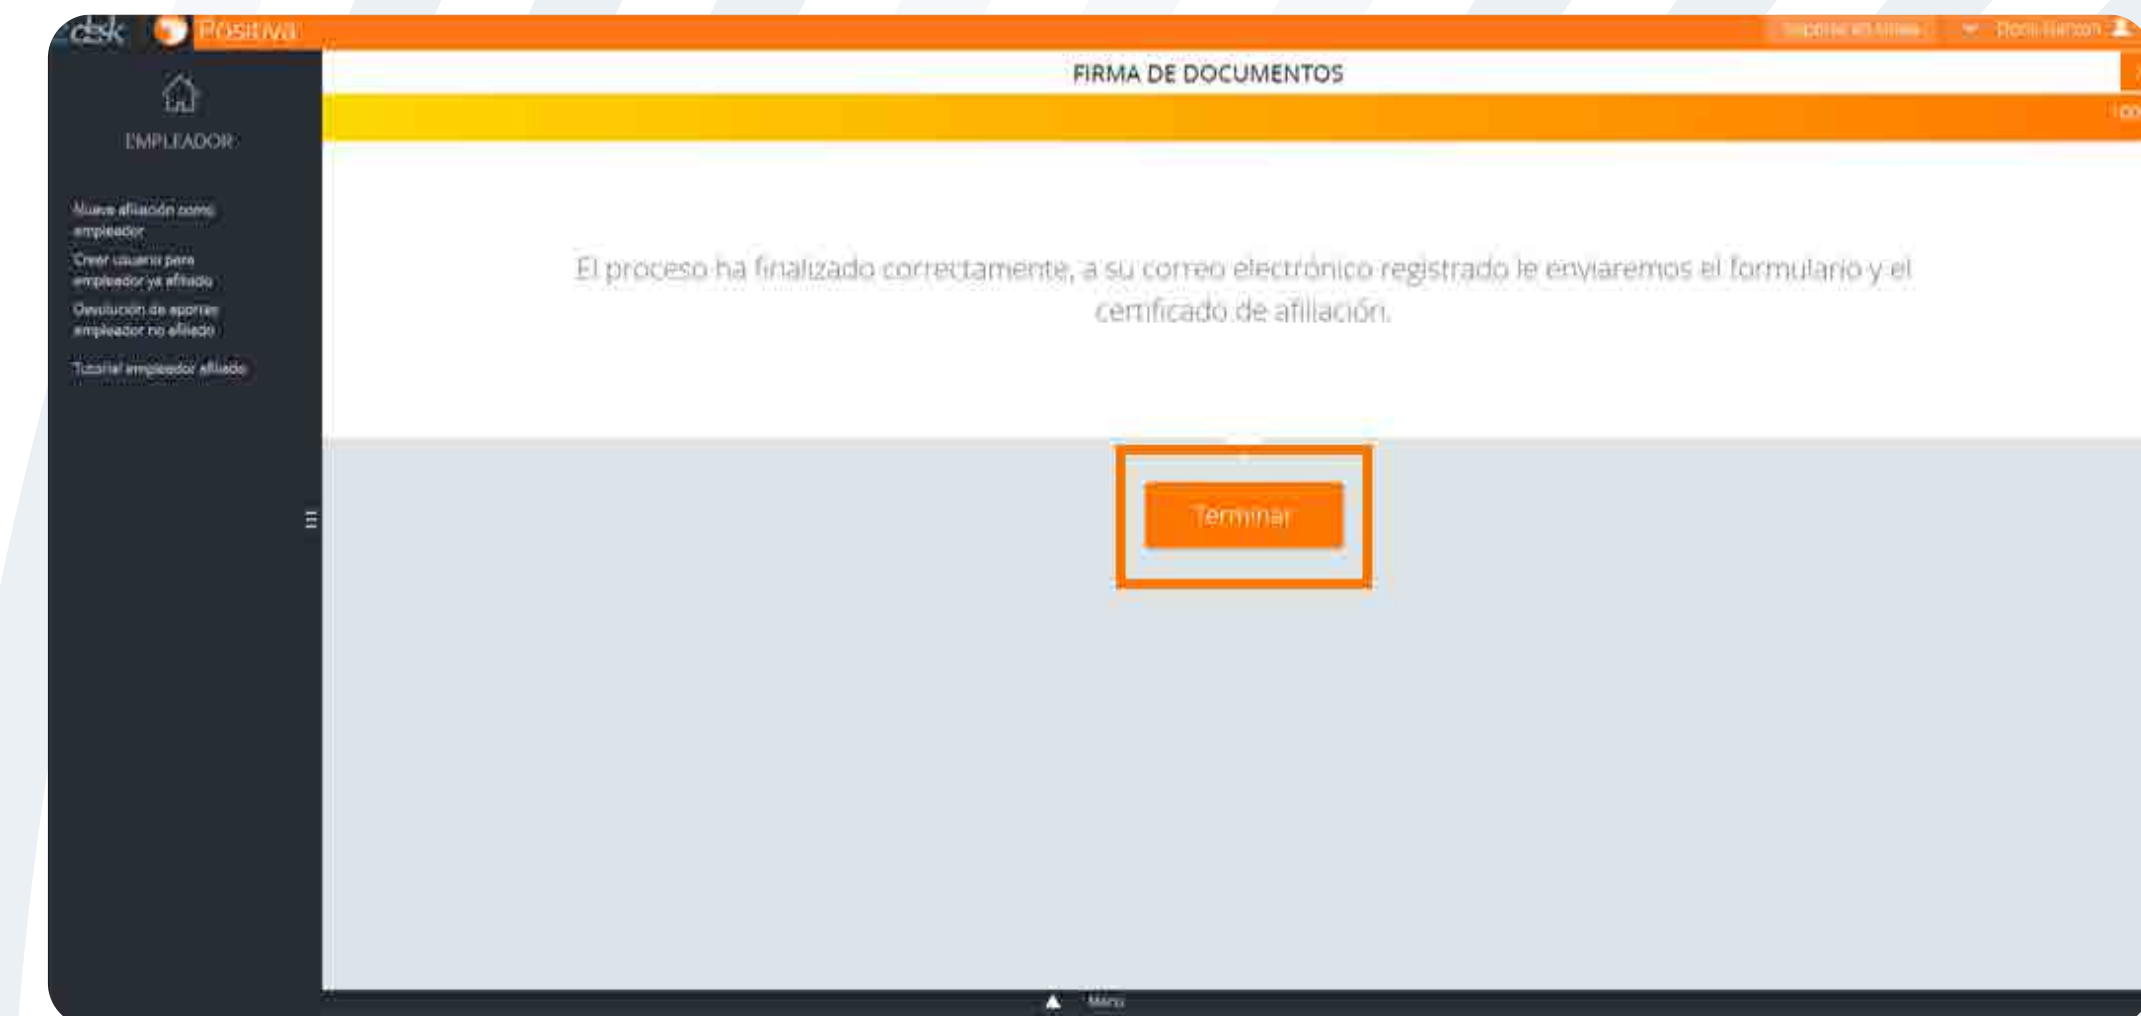 desk Positiva
FIRMA DE DOCUMENTOS
EMPLEADOR
Nueva afiliación como
empleador
Crear usuario para
empleador ya afiliado
Devolución de aportes
empleador no afiliado
Tutorial empleador afiliado
El proceso ha finalizado correctamente, a su correo electrónico registrado le enviaremos el formulario y el
certificado de afiliación.
Terminar
Menú